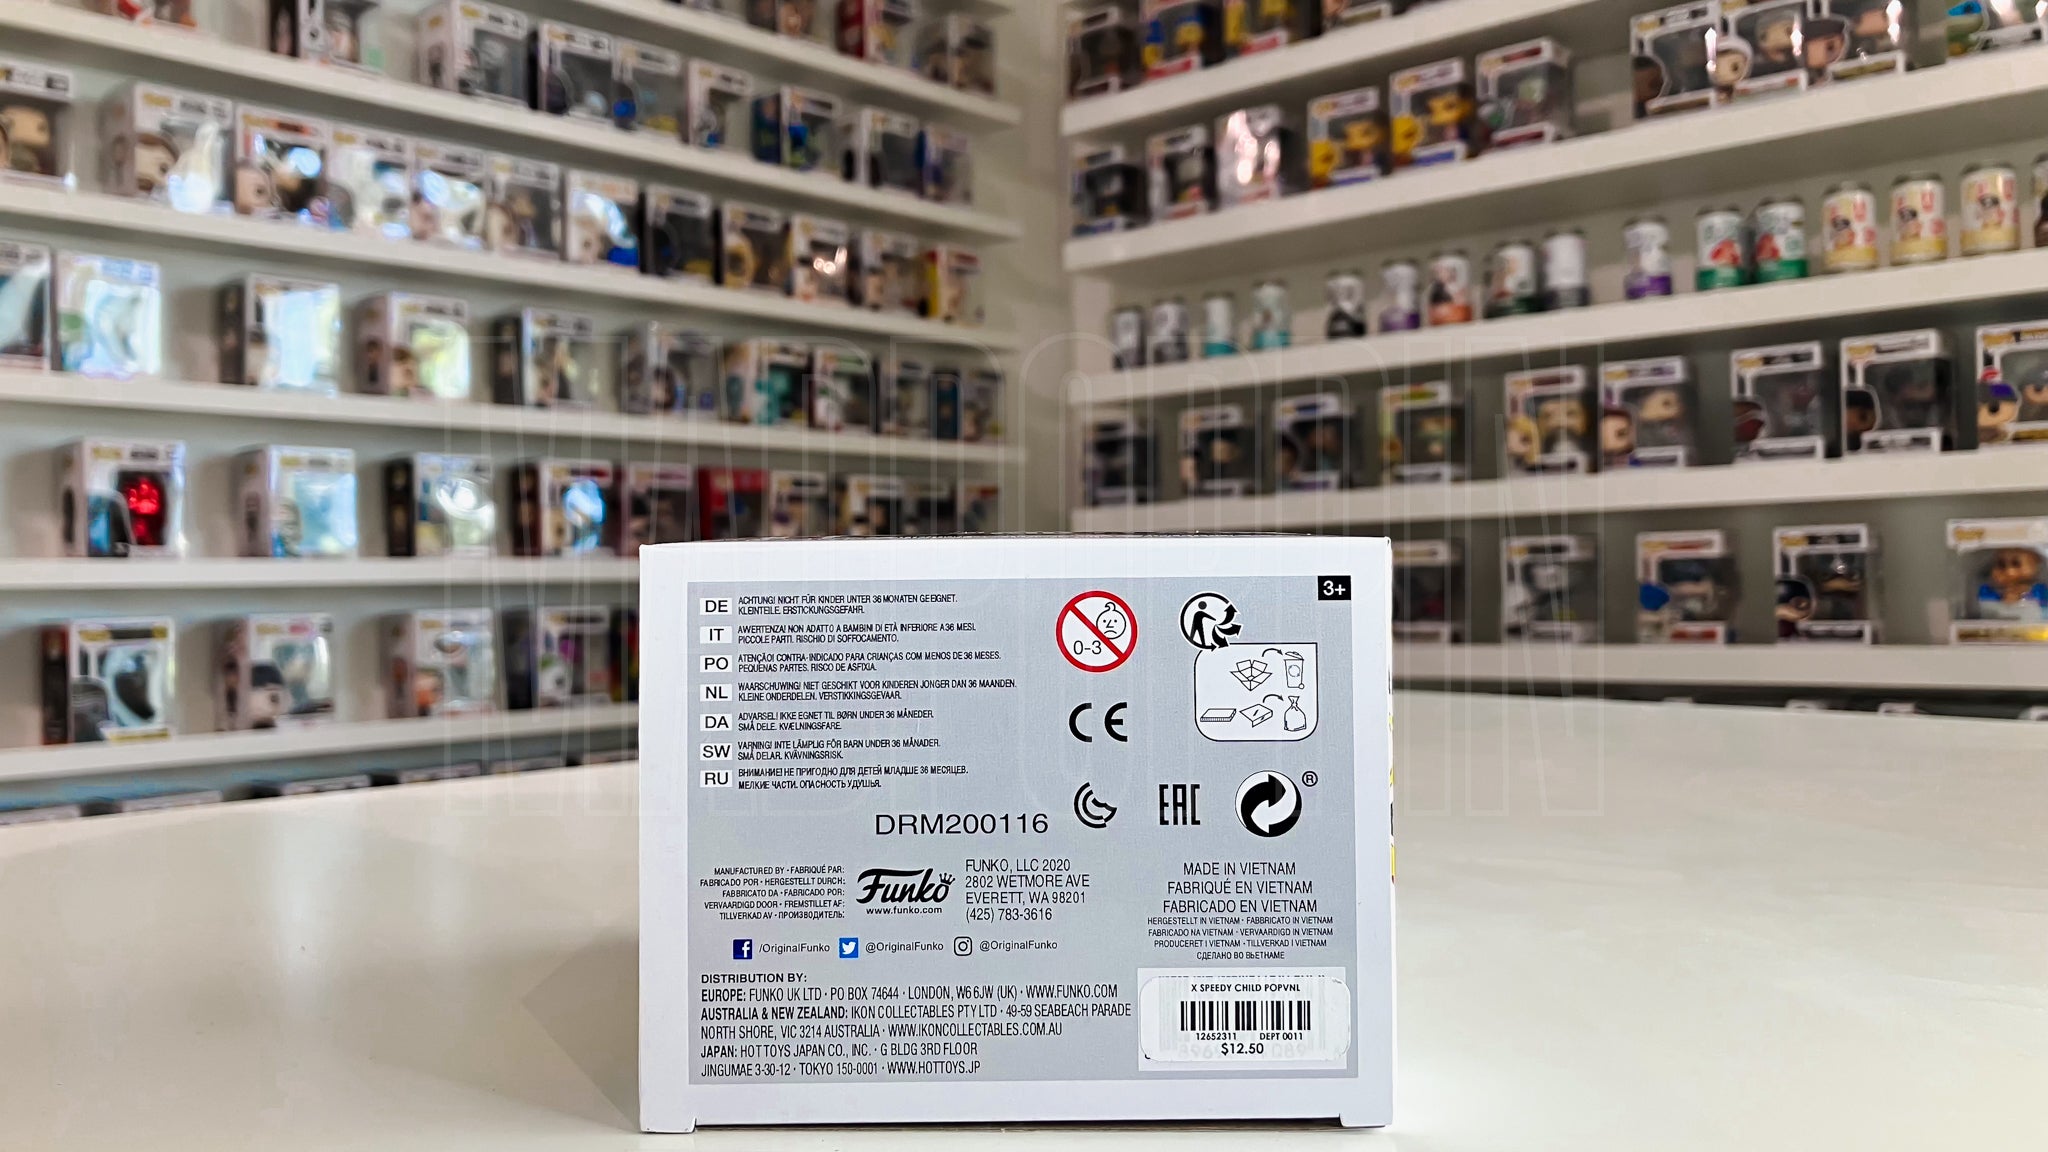 3+
DE ACHTUNG! NICHT FÜR KINDER UNTER 36 MONATEN GEEIGNET.
KLEINTEILE. ERSTICKUNGSGEFAHR.
IT AWERTENZA! NON ADATTO A BAMBINI DI ETÀ INFERIORE A 36 MESI.
PICCOLE PARTI. RISCHIO DI SOFFOCAMENTO.
PO ATENÇÃO! CONTRA-INDICADO PARA CRIANÇAS COM MENOS DE 36 MESES.
PEQUENAS PARTES. RISCO DE ASFIXIA.
NL WAARSCHUWING! NIET GESCHIKT VOOR KINDEREN JONGER DAN 36 MAANDEN.
KLEINE ONDERDELEN. VERSTIKKINGSGEVAAR.
DA ADVARSEL! IKKE EGNET TIL BØRN UNDER 36 MÅNEDER.
SMÅ DELE. KVÆLNINGSFARE.
SW VARNING! INTE LÄMPLIG FÖR BARN UNDER 36 MÅNADER.
SMÅ DELAR. KVÄVNINGSRISK.
RU ВНИМАНИЕ! НЕ ПРИГОДНО ДЛЯ ДЕТЕЙ МЛАДШЕ 36 МЕСЯЦЕВ.
МЕЛКИЕ ЧАСТИ. ОПАСНОСТЬ УДУШЬЯ.
0-3
CE
EAC
®
DRM200116
MANUFACTURED BY • FABRIQUÉ PAR:
FABRICADO POR • HERGESTELLT DURCH:
FABBRICATO DA • FABRICADO POR:
VERVAARDIGD DOOR • FREMSTILLET AF:
TILLVERKAD AV • ПРОИЗВОДИТЕЛЬ:
Funko
www.funko.com
FUNKO, LLC 2020
2802 WETMORE AVE
EVERETT, WA 98201
(425) 783-3616
/OriginalFunko @OriginalFunko @OriginalFunko
MADE IN VIETNAM
FABRIQUÉ EN VIETNAM
FABRICADO EN VIETNAM
HERGESTELLT IN VIETNAM • FABBRICATO IN VIETNAM
FABRICADO NA VIETNAM • VERVAARDIGD IN VIETNAM
PRODUCERET I VIETNAM • TILLVERKAD I VIETNAM
СДЕЛАНО ВО ВЬЕТНАМЕ
DISTRIBUTION BY:
EUROPE: FUNKO UK LTD • PO BOX 74644 • LONDON, W6 6JW (UK) • WWW.FUNKO.COM
AUSTRALIA & NEW ZEALAND: IKON COLLECTABLES PTY LTD • 49-59 SEABEACH PARADE
NORTH SHORE, VIC 3214 AUSTRALIA • WWW.IKONCOLLECTABLES.COM.AU
JAPAN: HOT TOYS JAPAN CO., INC. • G BLDG 3RD FLOOR
JINGUMAE 3-30-12 • TOKYO 150-0001 • WWW.HOTTOYS.JP
X SPEEDY CHILD POPVNL
12652311 DEPT 0011
$12.50